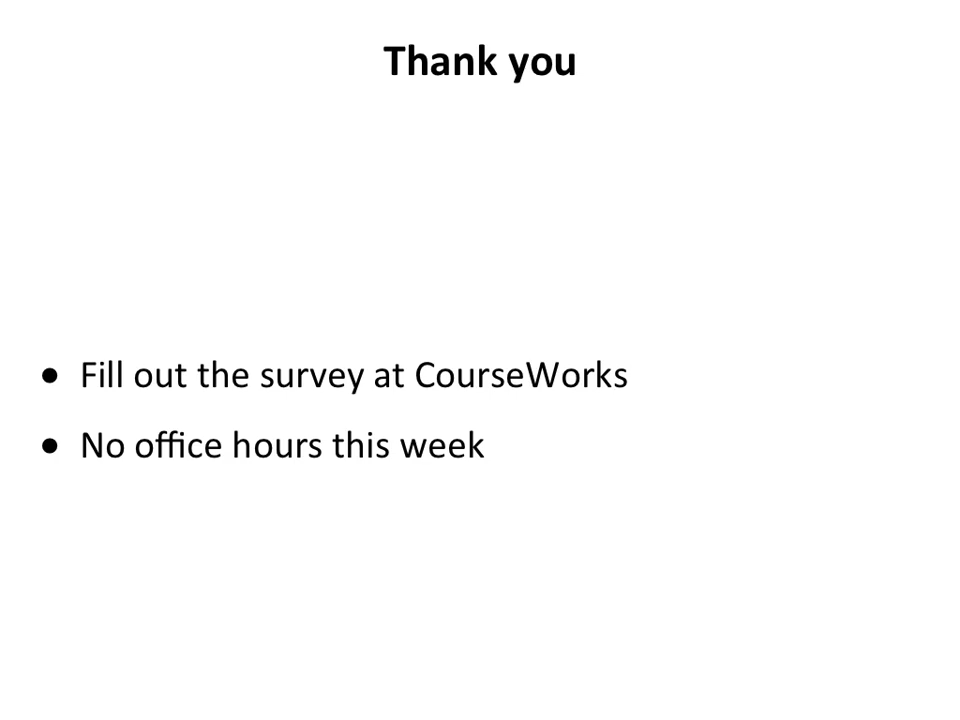 Thank you
● Fill out the survey at CourseWorks
● No office hours this week